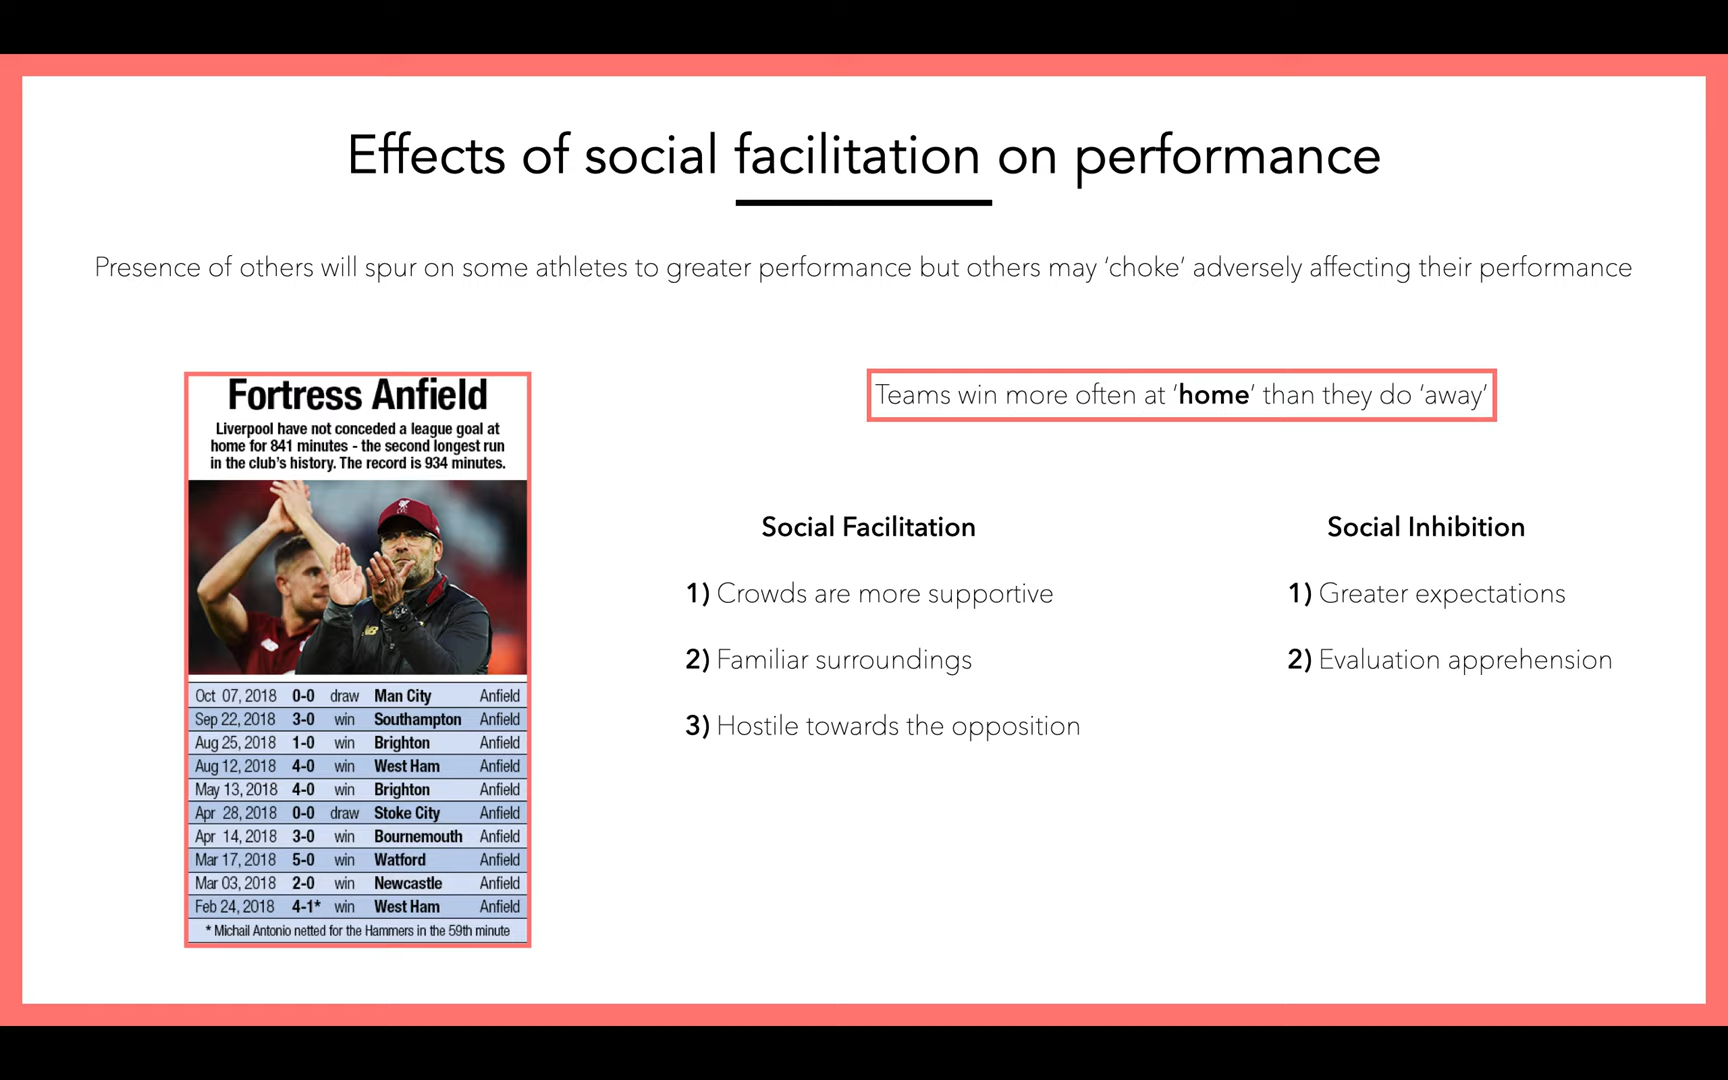 Effects of social facilitation on performance
Presence of others will spur on some athletes to greater performance but others may ‘choke’ adversely affecting their performance
Fortress Anfield
Liverpool have not conceded a league goal at
home for 841 minutes - the second longest run
in the club's history. The record is 934 minutes.
Oct 07, 2018 0-0 draw Man City Anfield
Sep 22, 2018 3-0 win Southampton Anfield
Aug 25, 2018 1-0 win Brighton Anfield
Aug 12, 2018 4-0 win West Ham Anfield
May 13, 2018 4-0 win Brighton Anfield
Apr 28, 2018 0-0 draw Stoke City Anfield
Apr 14, 2018 3-0 win Bournemouth Anfield
Mar 17, 2018 5-0 win Watford Anfield
Mar 03, 2018 2-0 win Newcastle Anfield
Feb 24, 2018 4-1* win West Ham Anfield
* Michail Antonio netted for the Hammers in the 59th minute
Teams win more often at ‘home’ than they do ‘away’
Social Facilitation
1) Crowds are more supportive
2) Familiar surroundings
3) Hostile towards the opposition
Social Inhibition
1) Greater expectations
2) Evaluation apprehension